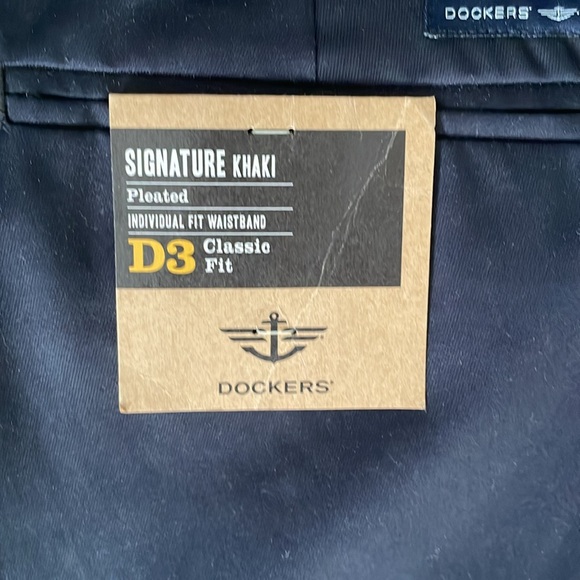 DOCKERS
SIGNATURE KHAKI
Pleated
INDIVIDUAL FIT WAISTBAND
D3 Classic
Fit
DOCKERS®